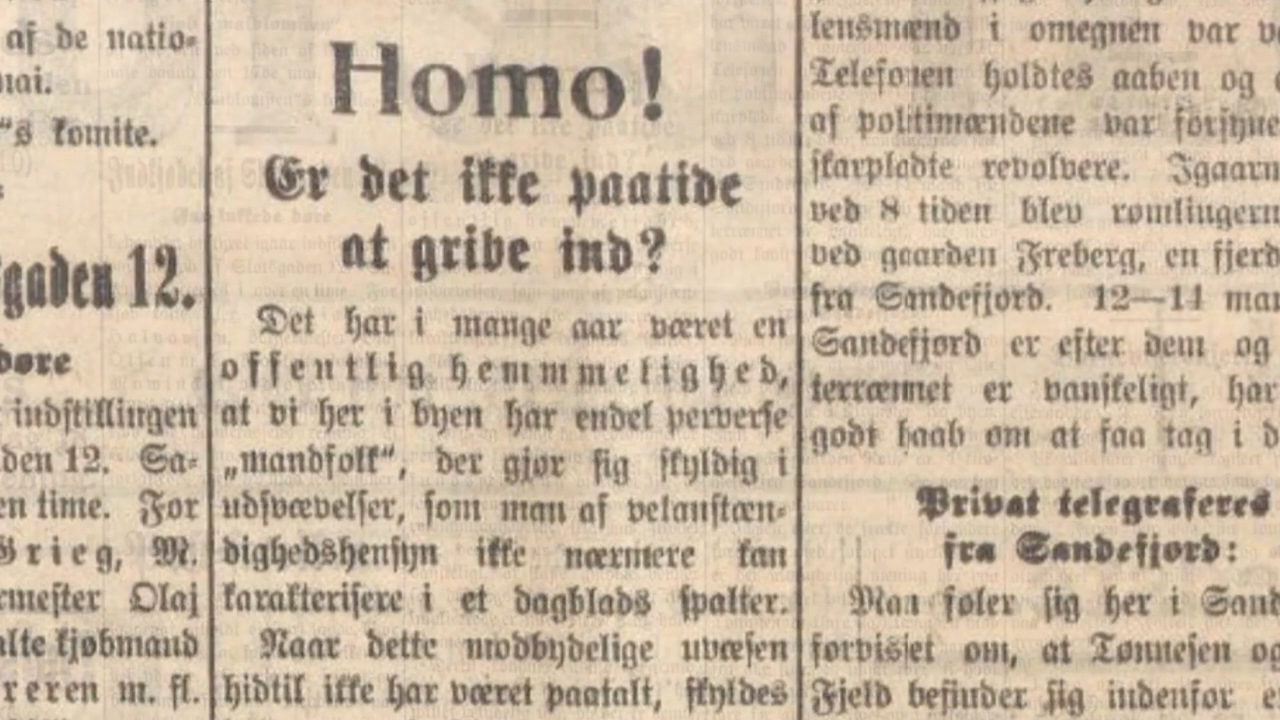 af de natio-
mai.
“s komite.
gaden 12.
indstillingen
den 12. Sa-
en time. For
Grieg, M.
rmester Olaj
alte kjøbmand
reren m. fl.
Homo!
Er det ikke paatide
at gribe ind?
Det har i mange aar været en
offentlig hemmelighed,
at vi her i byen har endel perverse
„mandfolk“, der gjør sig skyldig i
udsvævelser, som man af velanstæn-
dighedshensyn ikke nærmere kan
karakterisere i et dagblads spalter.
Naar dette modbydelige uvæsen
hidtil ikke har været paatalt, skyldes
lensmænd i omegnen var
Telefonen holdtes aaben og
af politimændene var forsyne
skarpladte revolvere. Igaar
ved 8 tiden blev rømlingern
ved gaarden Freberg, en fjerd
fra Sandefjord. 12—14 man
Sandefjord er efter dem og
terrænnet er vanskeligt, har
godt haab om at faa tag i d
Privat telegraferes
fra Sandefjord:
Man føler sig her i Sand
forvisset om, at Tønnesen og
Fjeld befinder sig indenfor e